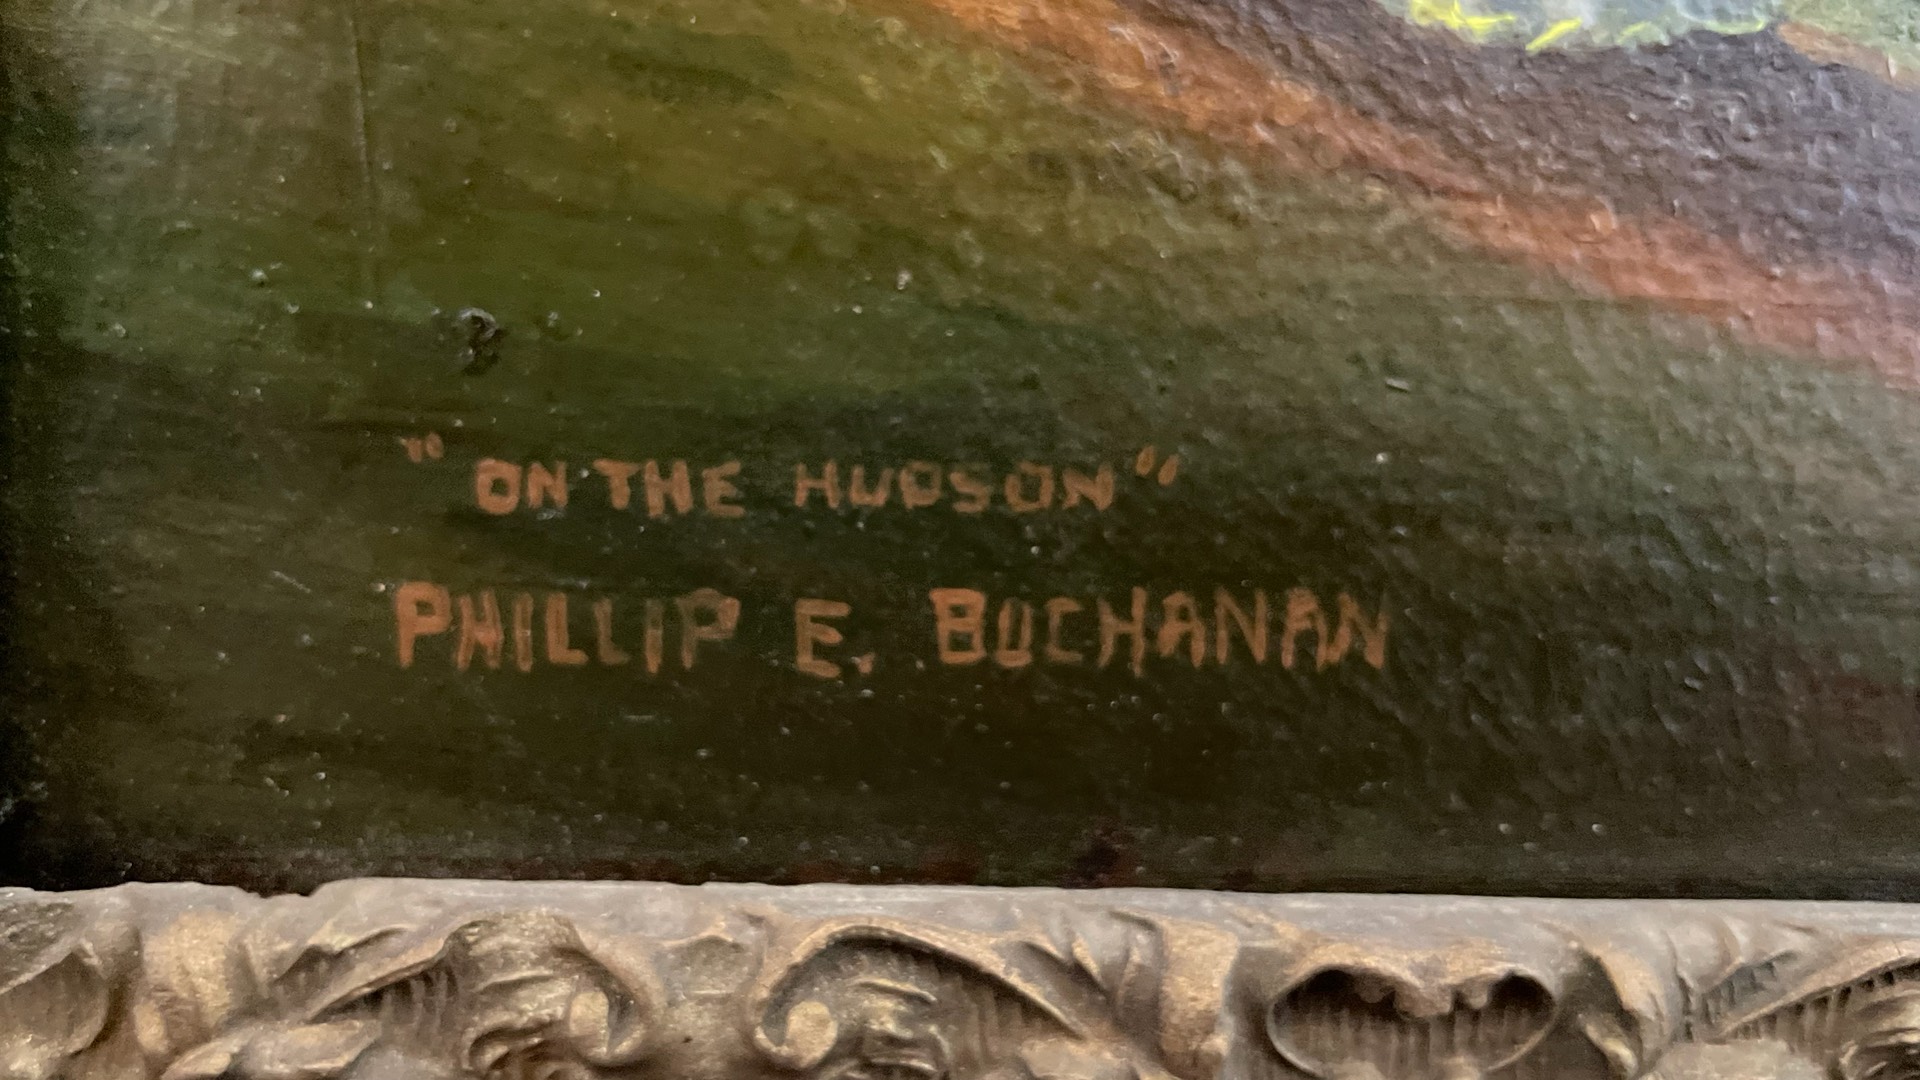 "ON THE HUDSON"
PHILLIP E. BUCHANAN